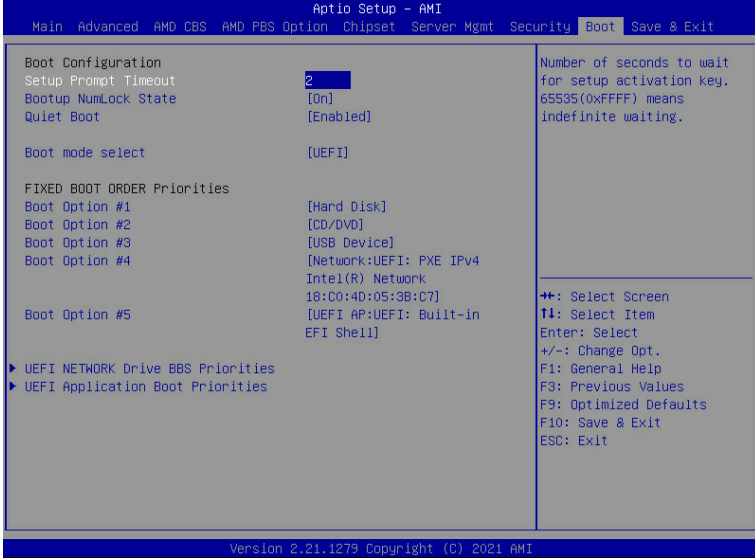 Aptio Setup - AMI
Main Advanced AMD CBS AMD PBS Option Chipset Server Mgmt Security Boot Save & Exit
Boot Configuration
Setup Prompt Timeout 2
Bootup NumLock State [On]
Quiet Boot [Enabled]
Boot mode select [UEFI]
FIXED BOOT ORDER Priorities
Boot Option #1 [Hard Disk]
Boot Option #2 [CD/DVD]
Boot Option #3 [USB Device]
Boot Option #4 [Network:UEFI: PXE IPv4
Intel(R) Network
18:C0:4D:05:3B:C7]
Boot Option #5 [UEFI AP:UEFI: Built-in
EFI Shell]
UEFI NETWORK Drive BBS Priorities
UEFI Application Boot Priorities
Number of seconds to wait
for setup activation key.
65535(0xFFFF) means
indefinite waiting.
→←: Select Screen
↑↓: Select Item
Enter: Select
+/-: Change Opt.
F1: General Help
F3: Previous Values
F9: Optimized Defaults
F10: Save & Exit
ESC: Exit
Version 2.21.1279 Copyright (C) 2021 AMI